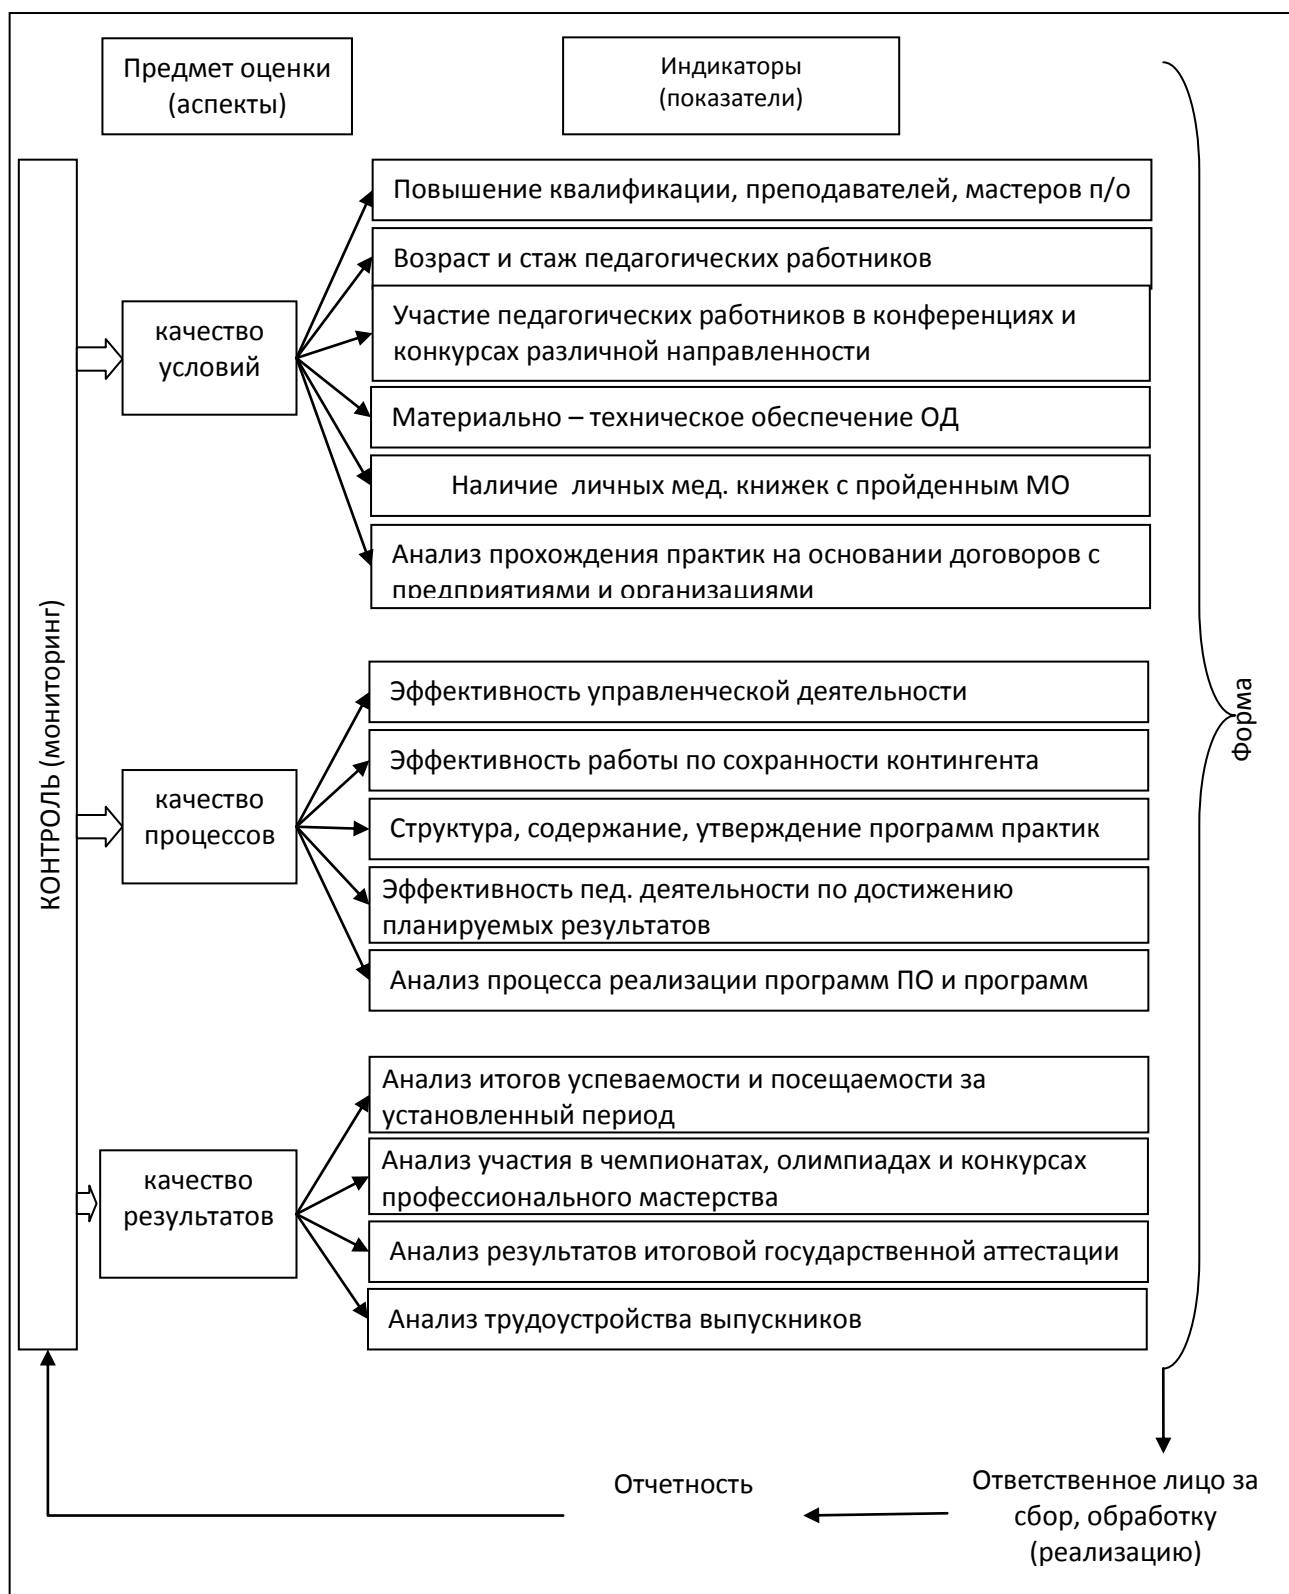 Предмет оценки
(аспекты)
Индикаторы
(показатели)
КОНТРОЛЬ (мониторинг)
качество
условий
Повышение квалификации, преподавателей, мастеров п/о
Возраст и стаж педагогических работников
Участие педагогических работников в конференциях и
конкурсах различной направленности
Материально – техническое обеспечение ОД
Наличие  личных мед. книжек с пройденным МО
Анализ прохождения практик на основании договоров с
предприятиями и организациями
качество
процессов
Эффективность управленческой деятельности
Эффективность работы по сохранности контингента
Структура, содержание, утверждение программ практик
Эффективность пед. деятельности по достижению
планируемых результатов
Анализ процесса реализации программ ПО и программ
качество
результатов
Анализ итогов успеваемости и посещаемости за
установленный период
Анализ участия в чемпионатах, олимпиадах и конкурсах
профессионального мастерства
Анализ результатов итоговой государственной аттестации
Анализ трудоустройства выпускников
Форма
Отчетность
Ответственное лицо за
сбор, обработку
(реализацию)